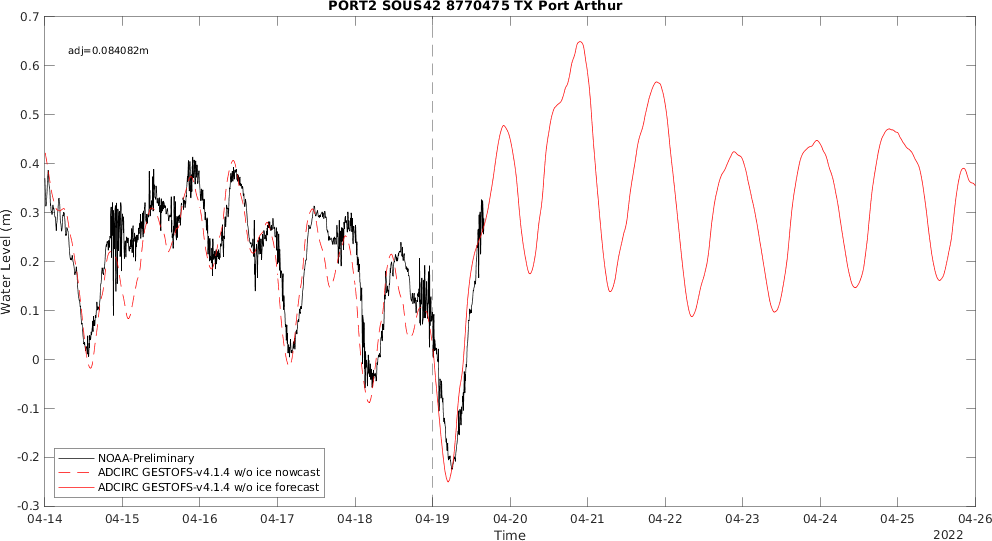 PORT2 SOUS42 8770475 TX Port Arthur
0.7
adj=0.084082m
0.6
0.5
0.4
0.3
0.2
0.1
0
-0.1
-0.2
-0.3
Water Level (m)
NOAA-Preliminary
ADCIRC GESTOFS-v4.1.4 w/o ice nowcast
ADCIRC GESTOFS-v4.1.4 w/o ice forecast
04-14 04-15 04-16 04-17 04-18 04-19 04-20 04-21 04-22 04-23 04-24 04-25 04-26
Time
2022